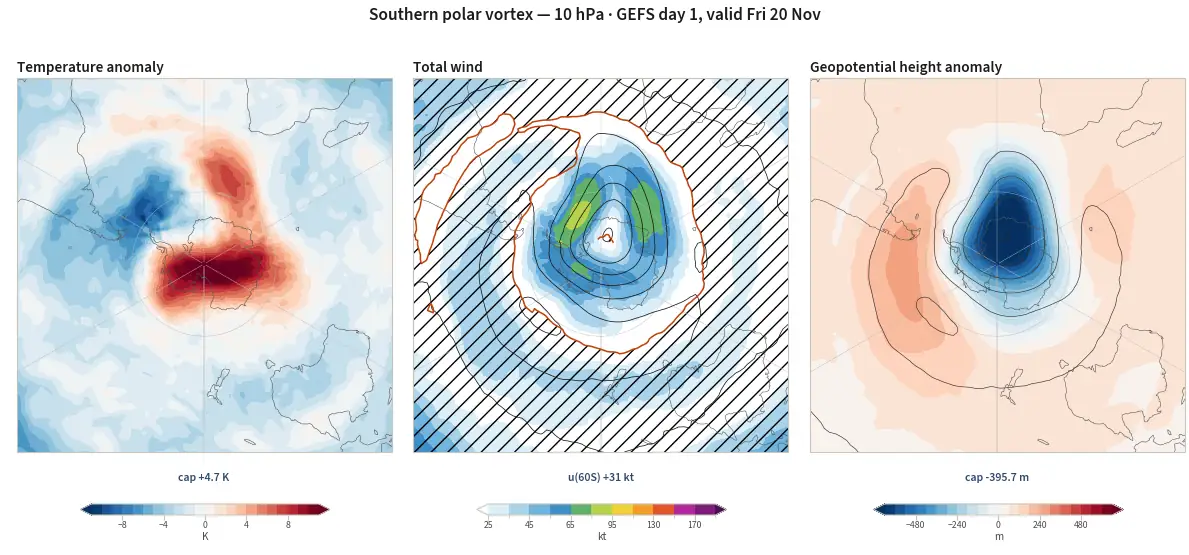 Southern polar vortex — 10 hPa · GEFS day 1, valid Fri 20 Nov
Temperature anomaly
Total wind
Geopotential height anomaly
cap +4.7 K
u(60S) +31 kt
cap -395.7 m
−8 −4 0 4 8
K
25 45 65 95 130 170
kt
−480 −240 0 240 480
m